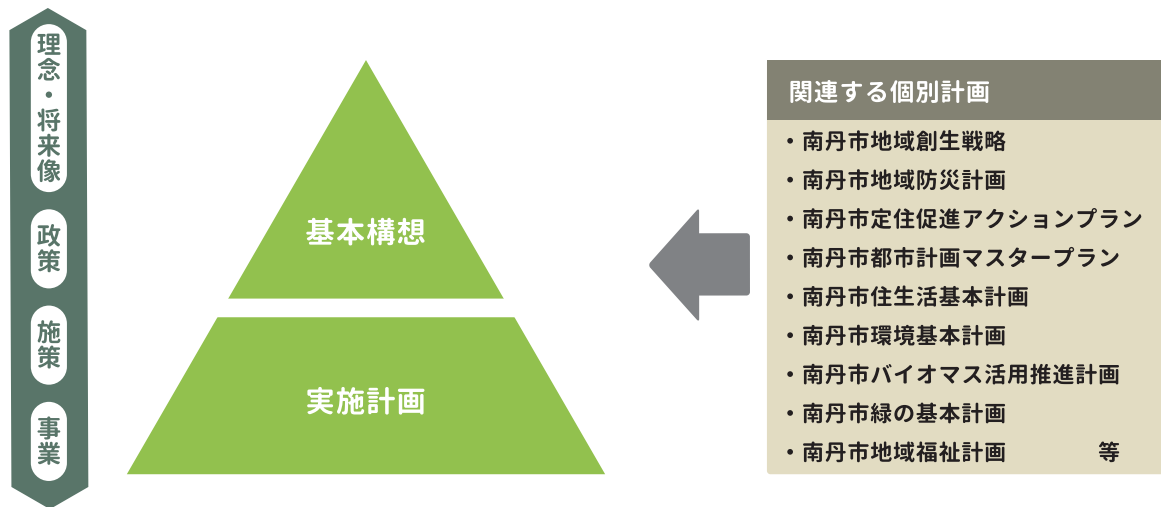 理念・将来像
政策
施策
事業
基本構想
実施計画
関連する個別計画
・南丹市地域創生戦略
・南丹市地域防災計画
・南丹市定住促進アクションプラン
・南丹市都市計画マスタープラン
・南丹市住生活基本計画
・南丹市環境基本計画
・南丹市バイオマス活用推進計画
・南丹市緑の基本計画
・南丹市地域福祉計画 等